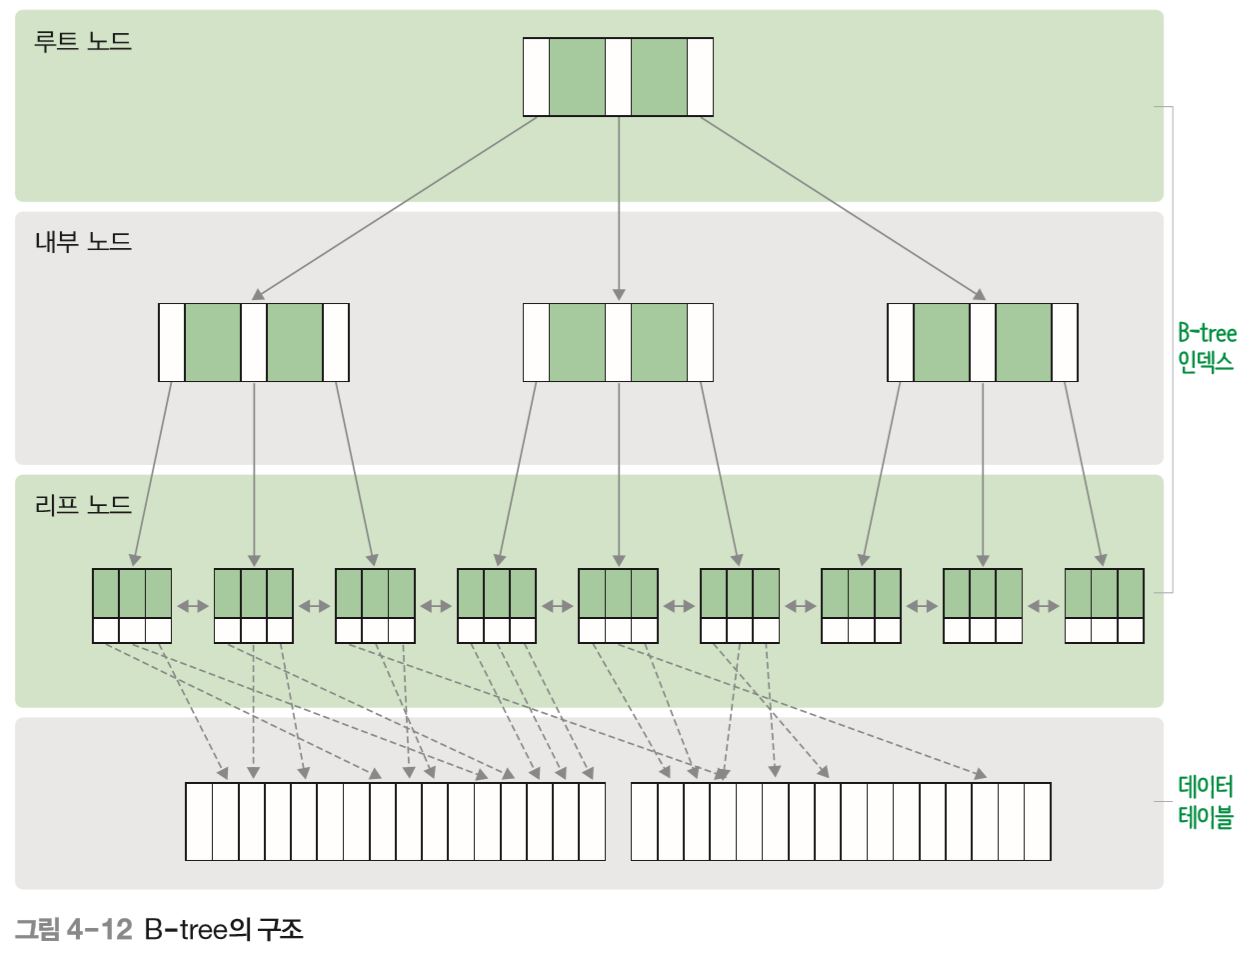 루트 노드
내부 노드
B-tree
인덱스
리프 노드
데이터
테이블
그림 4-12 B-tree의 구조